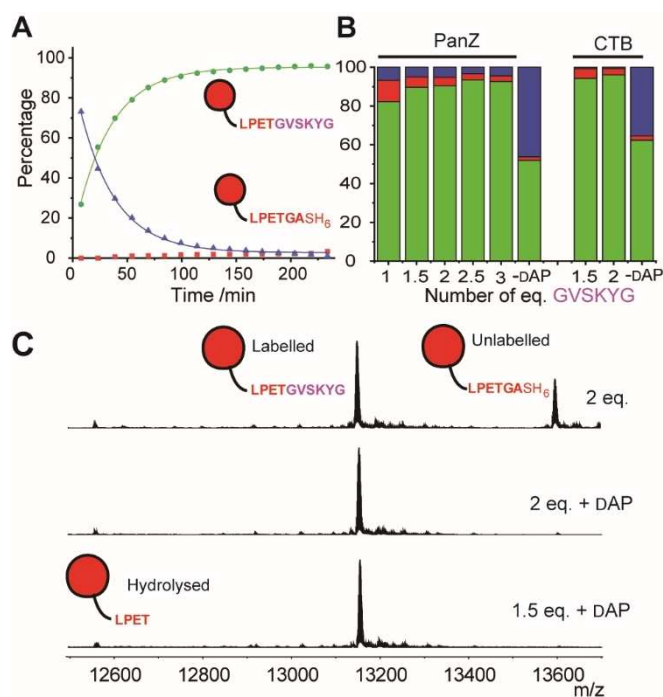 A
B
PanZ
CTB
100
80
60
40
20
0
Percentage
LPETGVSKYG
LPETGASH6
0 50 100 150 200
Time /min
100
80
60
40
20
0
1 1.5 2 2.5 3 -DAP 1.5 2 -DAP
Number of eq. GVSKYG
C
Labelled
LPETGVSKYG
Unlabelled
LPETGASH6
2 eq.
2 eq. + DAP
Hydrolysed
LPET
1.5 eq. + DAP
12600 12800 13000 13200 13400 13600
m/z